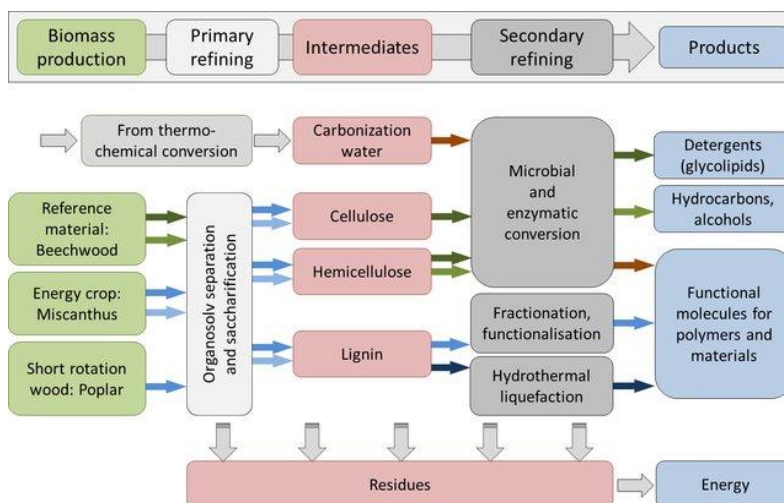 Biomass
production
Primary
refining
Intermediates
Secondary
refining
Products
From thermo-
chemical conversion
Carbonization
water
Microbial
and
enzymatic
conversion
Detergents
(glycolipids)
Hydrocarbons,
alcohols
Reference
material:
Beechwood
Organosolv separation
and saccharification
Cellulose
Hemicellulose
Energy crop:
Miscanthus
Functional
molecules for
polymers and
materials
Fractionation,
functionalisation
Lignin
Short rotation
wood: Poplar
Hydrothermal
liquefaction
Residues
Energy